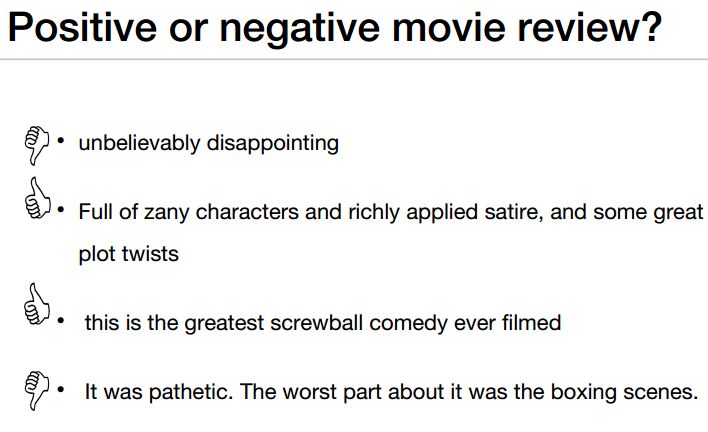 Positive or negative movie review?
• unbelievably disappointing
• Full of zany characters and richly applied satire, and some great
plot twists
• this is the greatest screwball comedy ever filmed
• It was pathetic. The worst part about it was the boxing scenes.